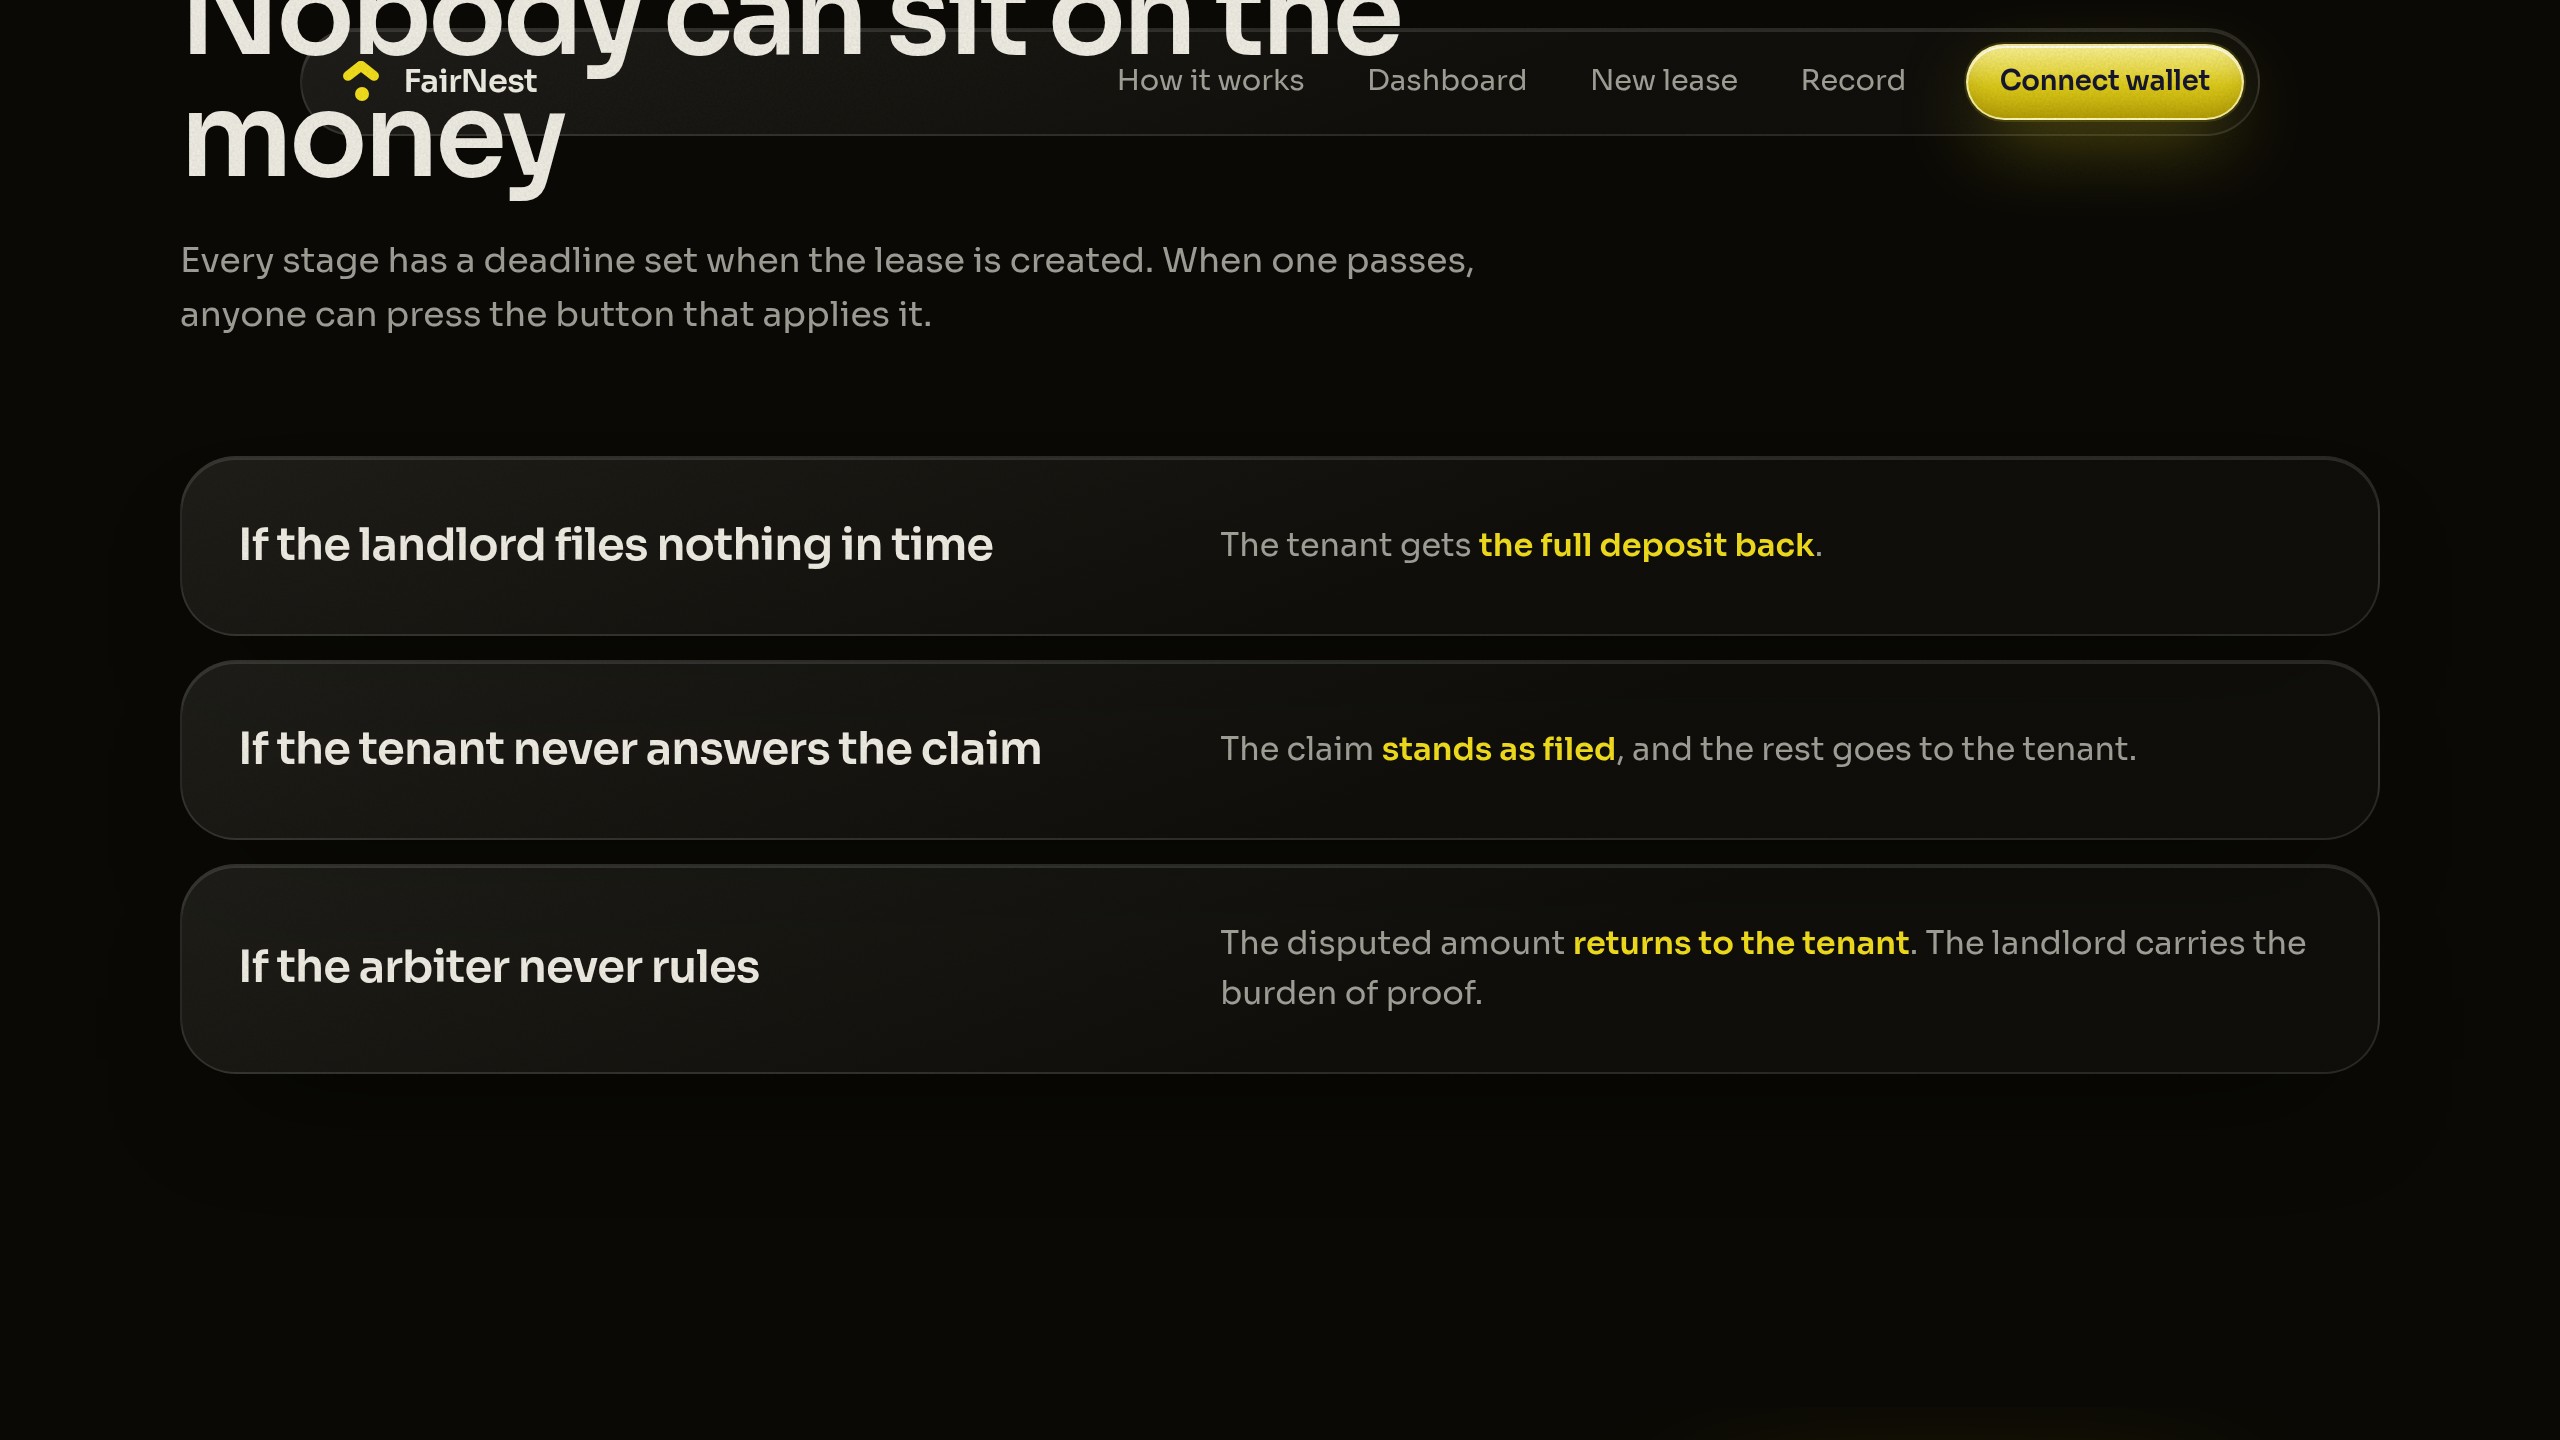 Nobody can sit on the
FairNest
How it works
Dashboard
New lease
Record
Connect wallet
money
Every stage has a deadline set when the lease is created. When one passes,
anyone can press the button that applies it.
If the landlord files nothing in time
The tenant gets the full deposit back.
If the tenant never answers the claim
The claim stands as filed, and the rest goes to the tenant.
If the arbiter never rules
The disputed amount returns to the tenant. The landlord carries the
burden of proof.